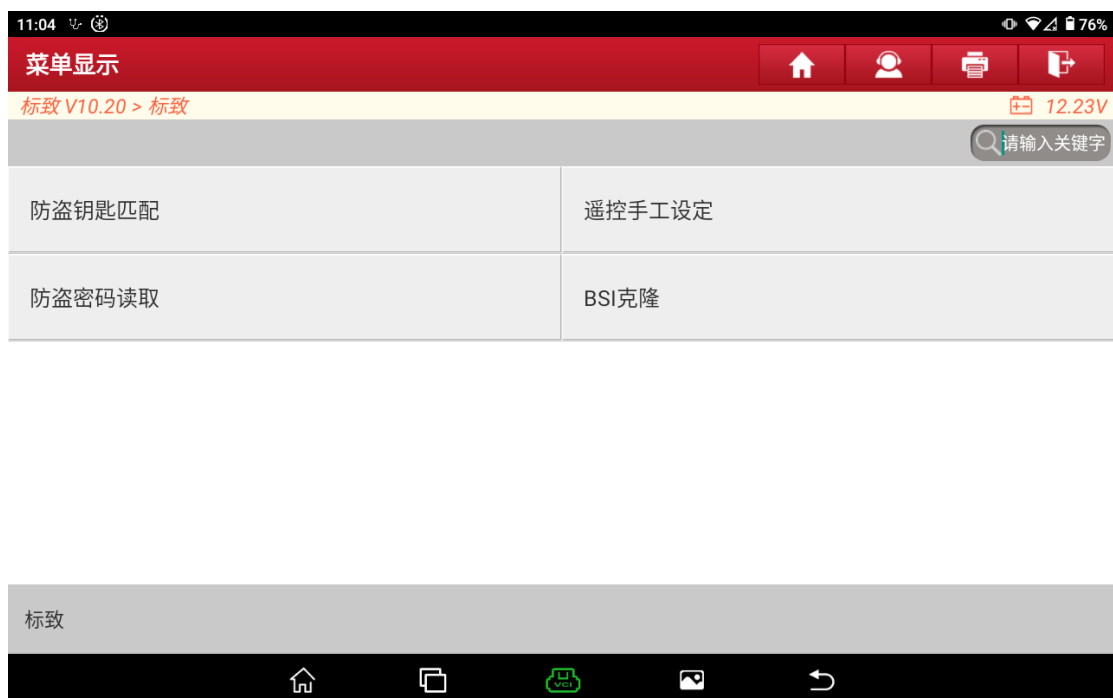 11:04 76%
菜单显示
标致 V10.20 > 标致 12.23V
请输入关键字
防盗钥匙匹配 遥控手工设定
防盗密码读取 BSI克隆
标致
VCI